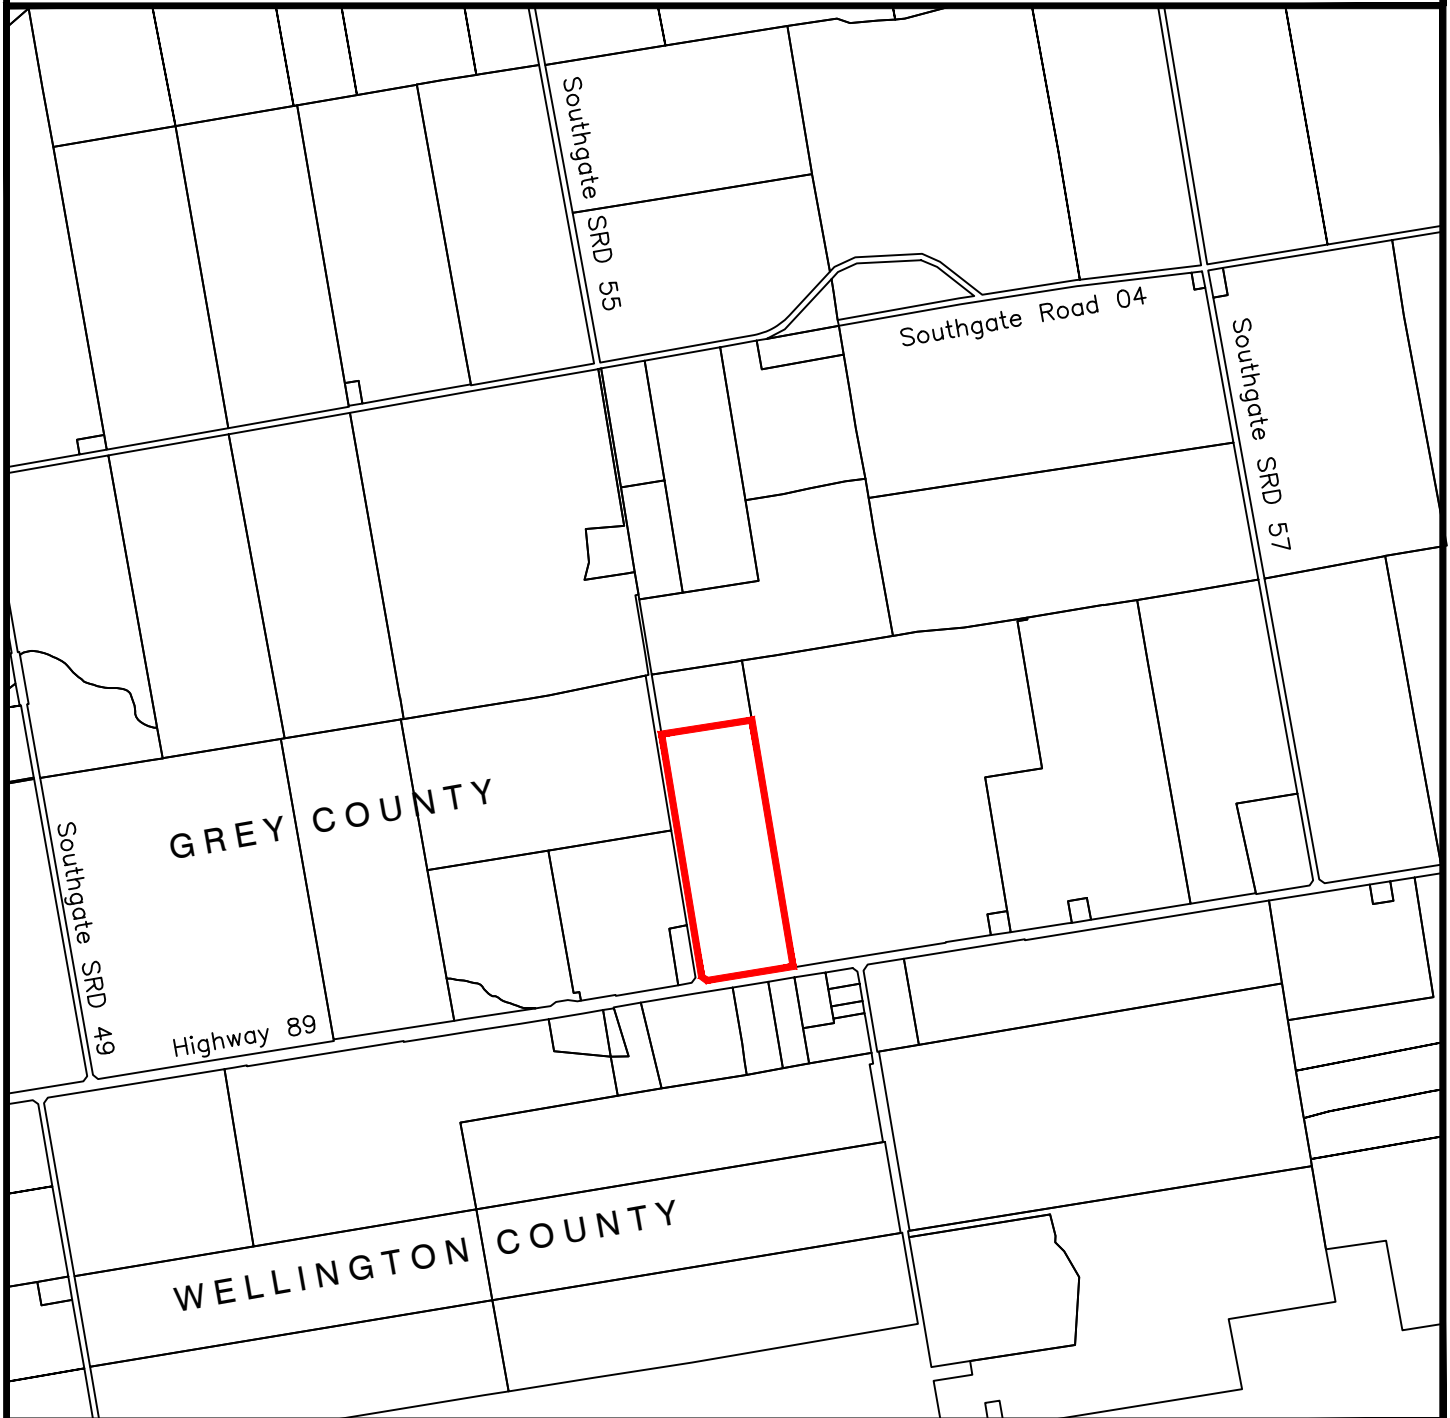 Southgate SRD 55
Southgate Road 04
Southgate SRD 57
GREY COUNTY
Southgate SRD 49
Highway 89
WELLINGTON COUNTY